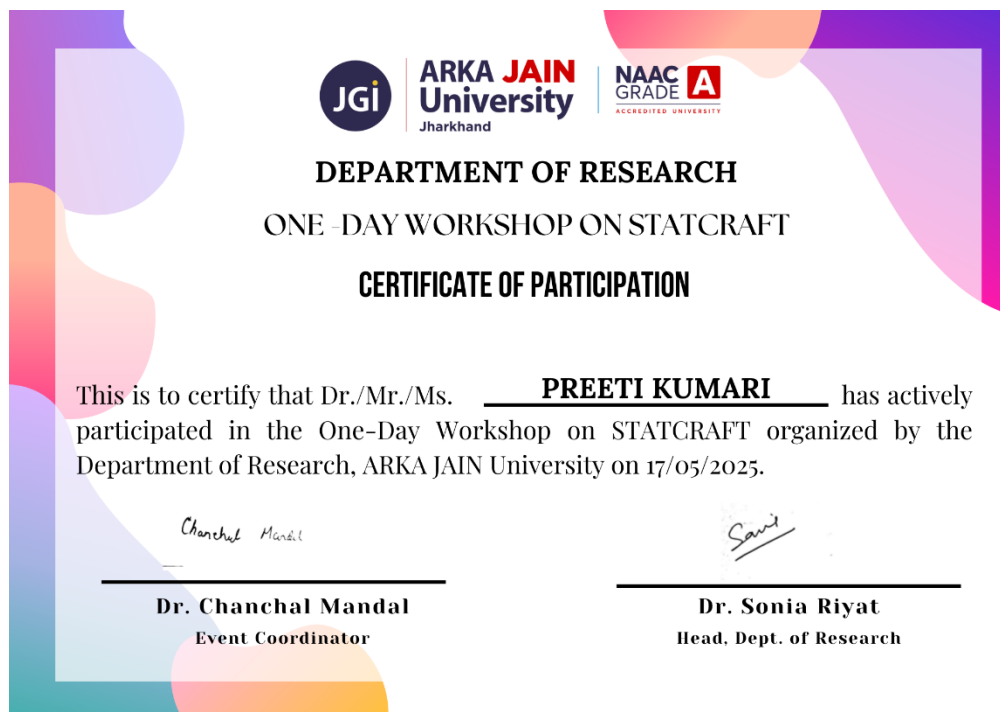 JGi
ARKA JAIN
University
Jharkhand
NAAC
GRADE A
ACCREDITED UNIVERSITY
DEPARTMENT OF RESEARCH
ONE -DAY WORKSHOP ON STATCRAFT
CERTIFICATE OF PARTICIPATION
This is to certify that Dr./Mr./Ms. PREETI KUMARI has actively
participated in the One-Day Workshop on STATCRAFT organized by the
Department of Research, ARKA JAIN University on 17/05/2025.
Chanchal Mandal
Dr. Chanchal Mandal
Event Coordinator
Dr. Sonia Riyat
Head, Dept. of Research